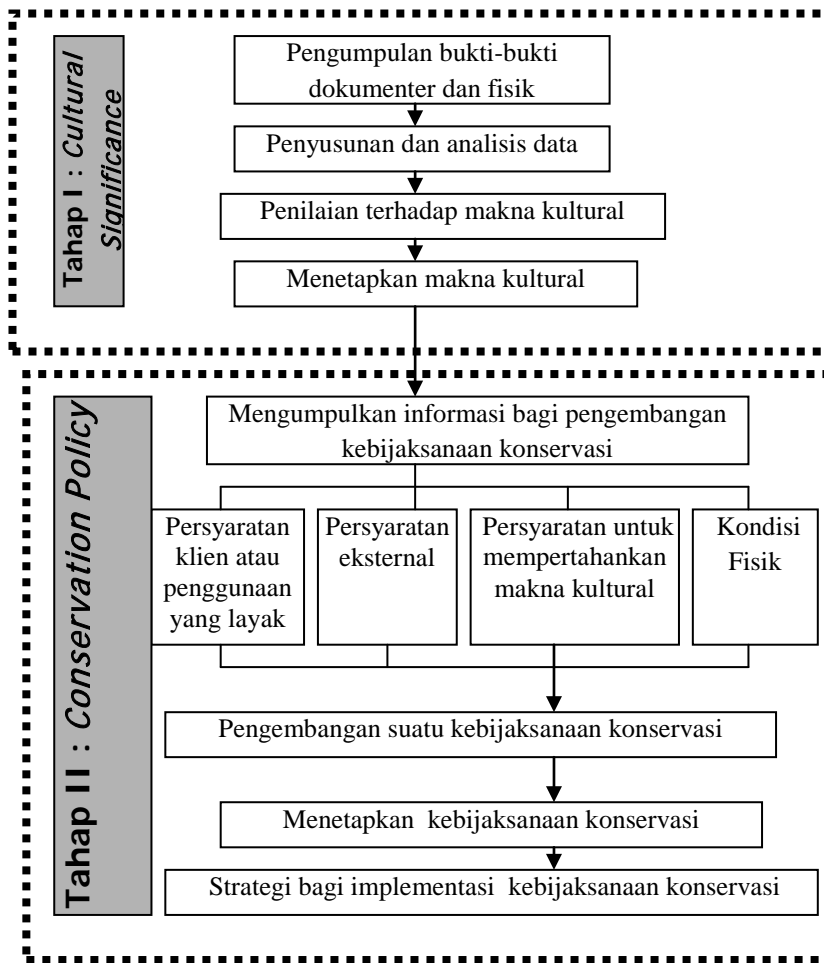 Tahap I : Cultural
Significance
Pengumpulan bukti-bukti
dokumenter dan fisik
Penyusunan dan analisis data
Penilaian terhadap makna kultural
Menetapkan makna kultural
Tahap II : Conservation Policy
Mengumpulkan informasi bagi pengembangan
kebijaksanaan konservasi
Persyaratan
klien atau
penggunaan
yang layak
Persyaratan
eksternal
Persyaratan untuk
mempertahankan
makna kultural
Kondisi
Fisik
Pengembangan suatu kebijaksanaan konservasi
Menetapkan kebijaksanaan konservasi
Strategi bagi implementasi kebijaksanaan konservasi